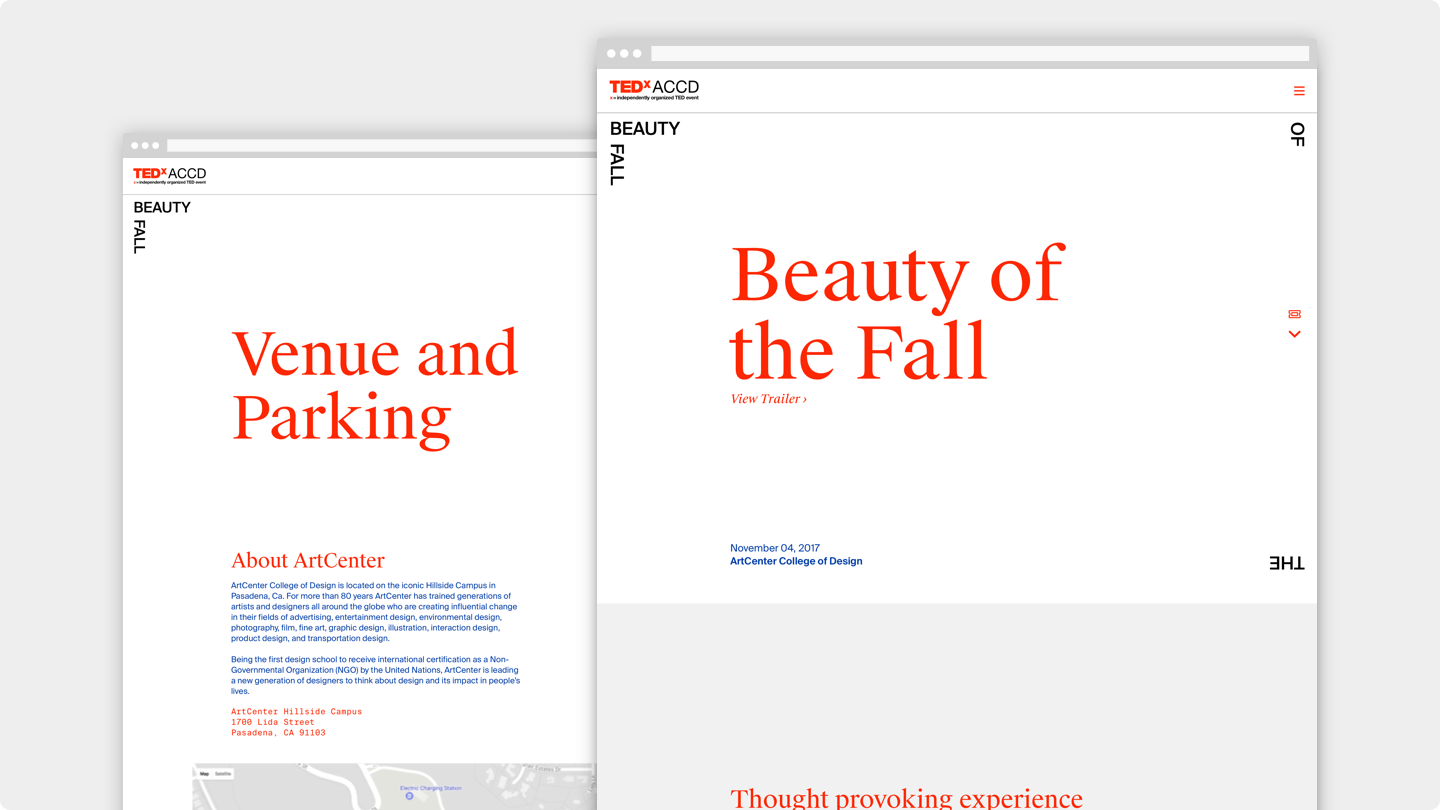 TEDxACCD
x = independently organized TED event
BEAUTY
FALL
Venue and
Parking
About ArtCenter
ArtCenter College of Design is located on the iconic Hillside Campus in
Pasadena, Ca. For more than 80 years ArtCenter has trained generations of
artists and designers all around the globe who are creating influential change
in their fields of advertising, entertainment design, environmental design,
photography, film, fine art, graphic design, illustration, interaction design,
product design, and transportation design.
Being the first design school to receive international certification as a Non-
Governmental Organization (NGO) by the United Nations, ArtCenter is leading
a new generation of designers to think about design and its impact in people's
lives.
ArtCenter Hillside Campus
1700 Lida Street
Pasadena, CA 91103
Map Satellite
Electric Charging Station
TEDxACCD
x = independently organized TED event
BEAUTY
OF
FALL
Beauty of
the Fall
View Trailer ›
November 04, 2017
ArtCenter College of Design
THE
Thought provoking experience